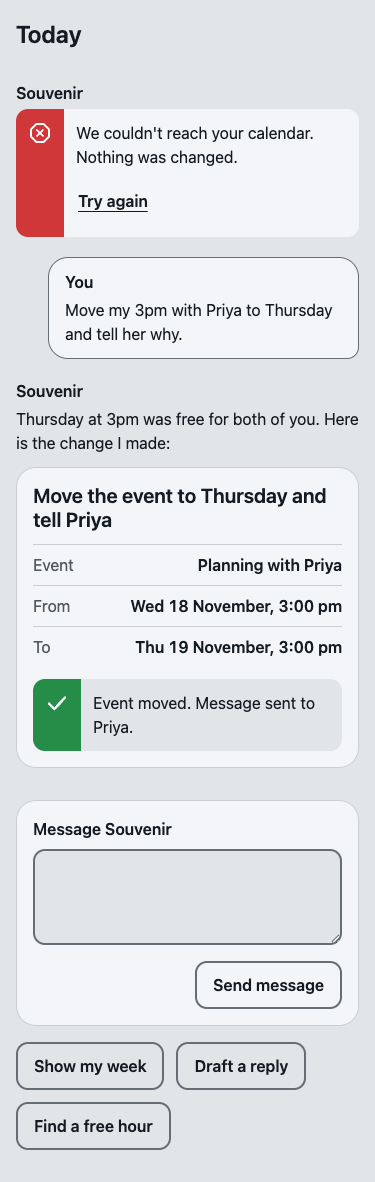 Today
Souvenir
We couldn't reach your calendar.
Nothing was changed.
Try again
You
Move my 3pm with Priya to Thursday
and tell her why.
Souvenir
Thursday at 3pm was free for both of you. Here
is the change I made:
Move the event to Thursday and
tell Priya
Event Planning with Priya
From Wed 18 November, 3:00 pm
To Thu 19 November, 3:00 pm
Event moved. Message sent to
Priya.
Message Souvenir
Send message
Show my week Draft a reply
Find a free hour